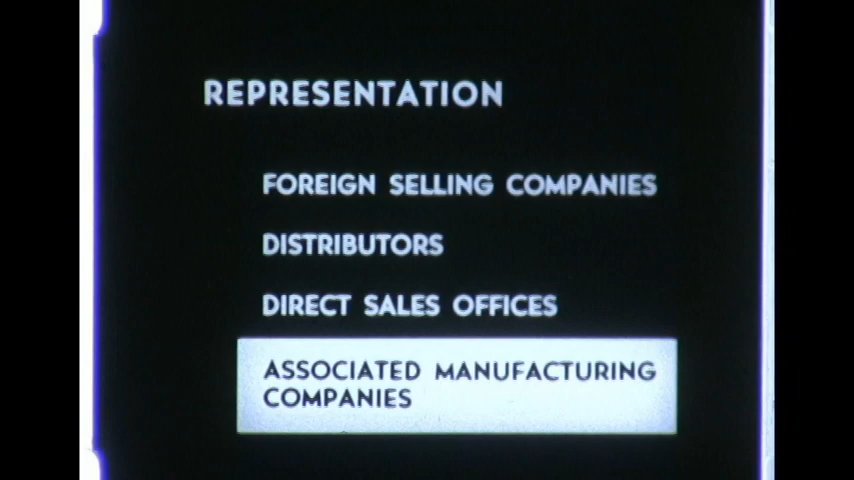 REPRESENTATION
FOREIGN SELLING COMPANIES
DISTRIBUTORS
DIRECT SALES OFFICES
ASSOCIATED MANUFACTURING
COMPANIES